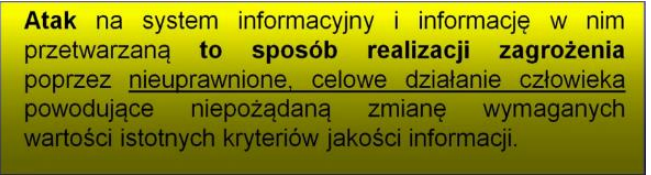 Atak na system informacyjny i informację w nim
przetwarzaną to sposób realizacji zagrożenia
poprzez nieuprawnione, celowe działanie człowieka
powodujące niepożądaną zmianę wymaganych
wartości istotnych kryteriów jakości informacji.